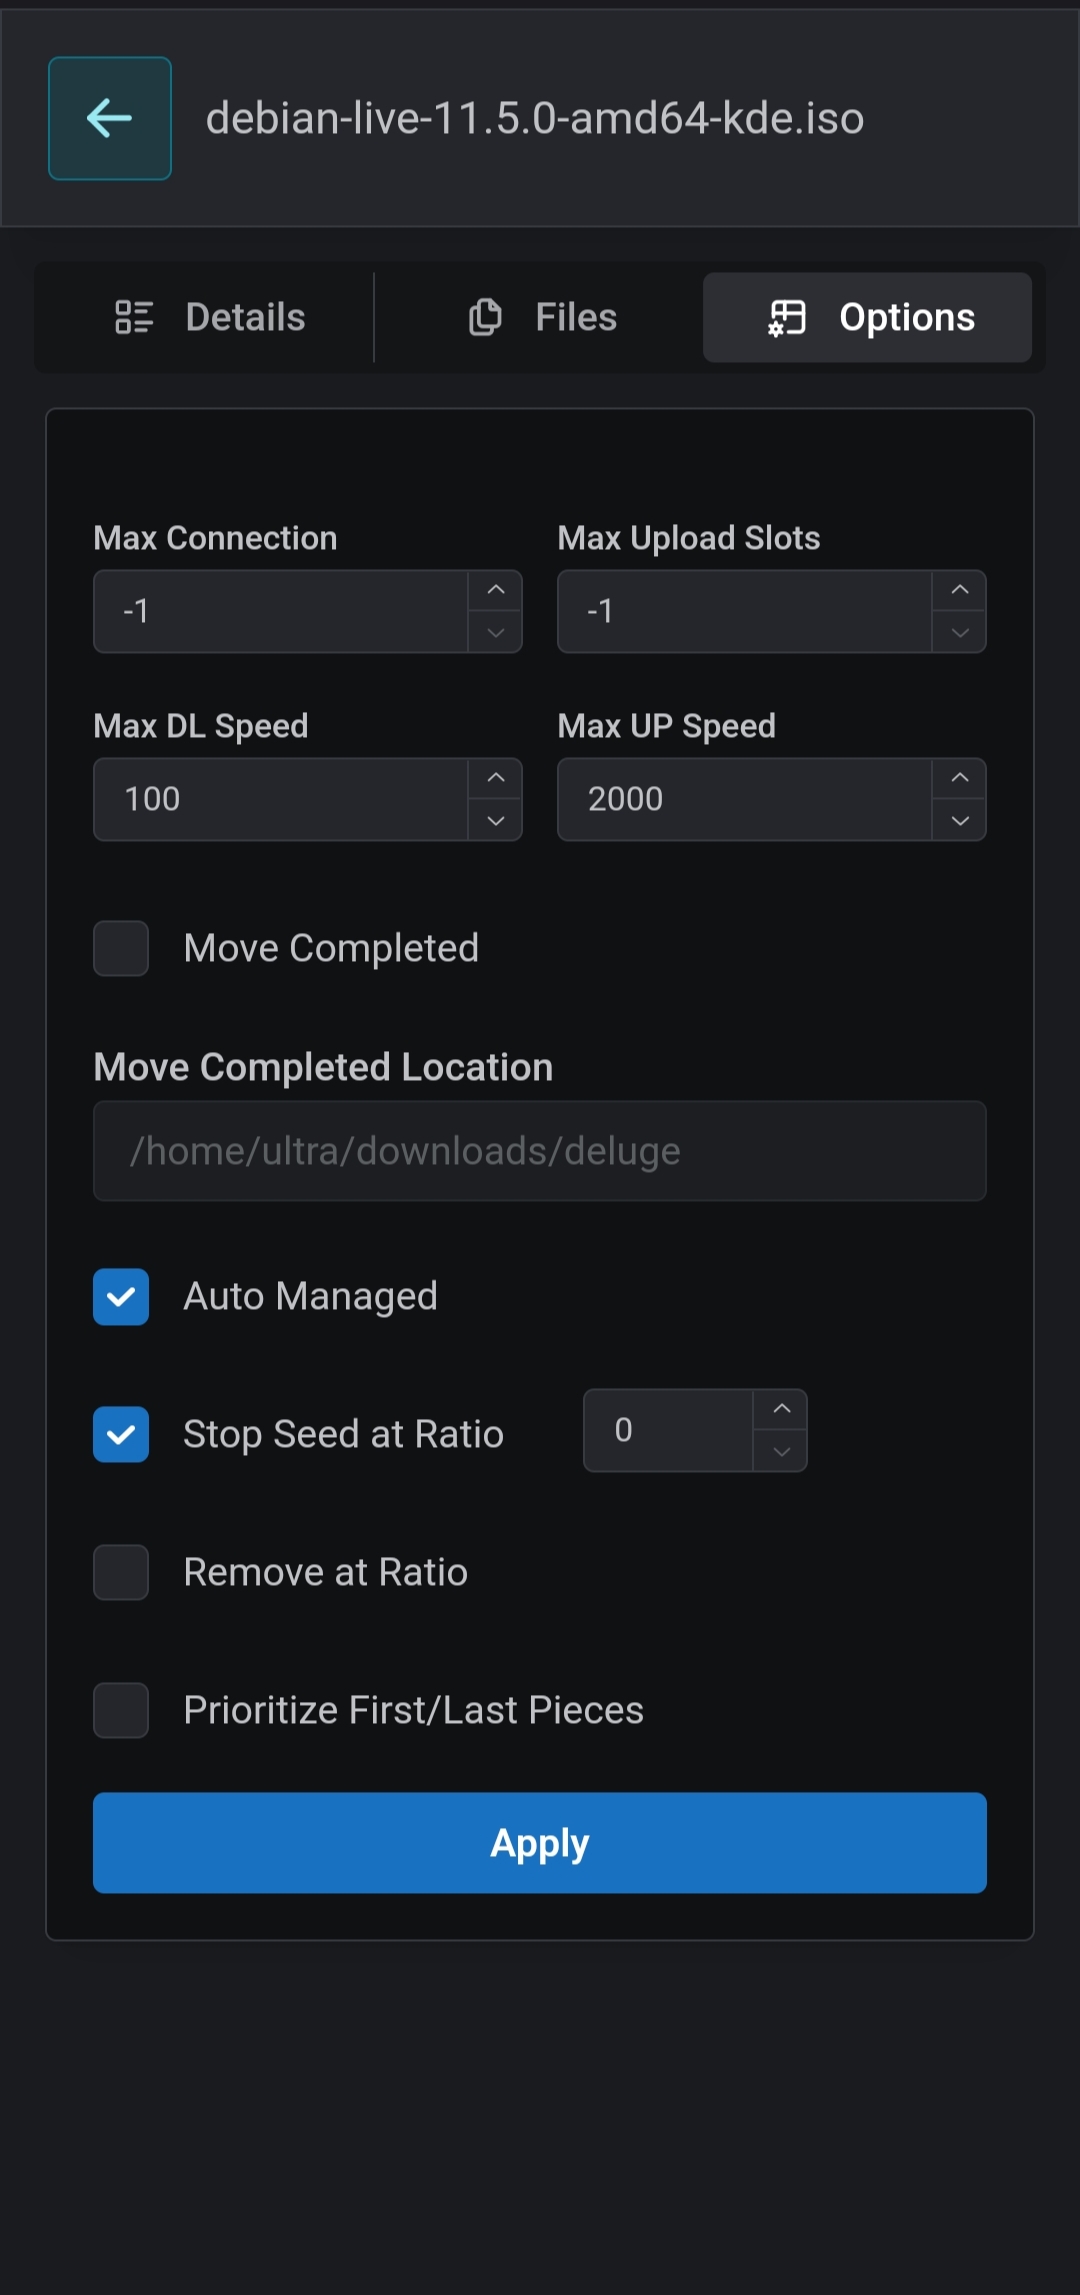 debian-live-11.5.0-amd64-kde.iso
Details Files Options
Max Connection Max Upload Slots
-1 -1
Max DL Speed Max UP Speed
100 2000
Move Completed
Move Completed Location
/home/ultra/downloads/deluge
Auto Managed
Stop Seed at Ratio 0
Remove at Ratio
Prioritize First/Last Pieces
Apply